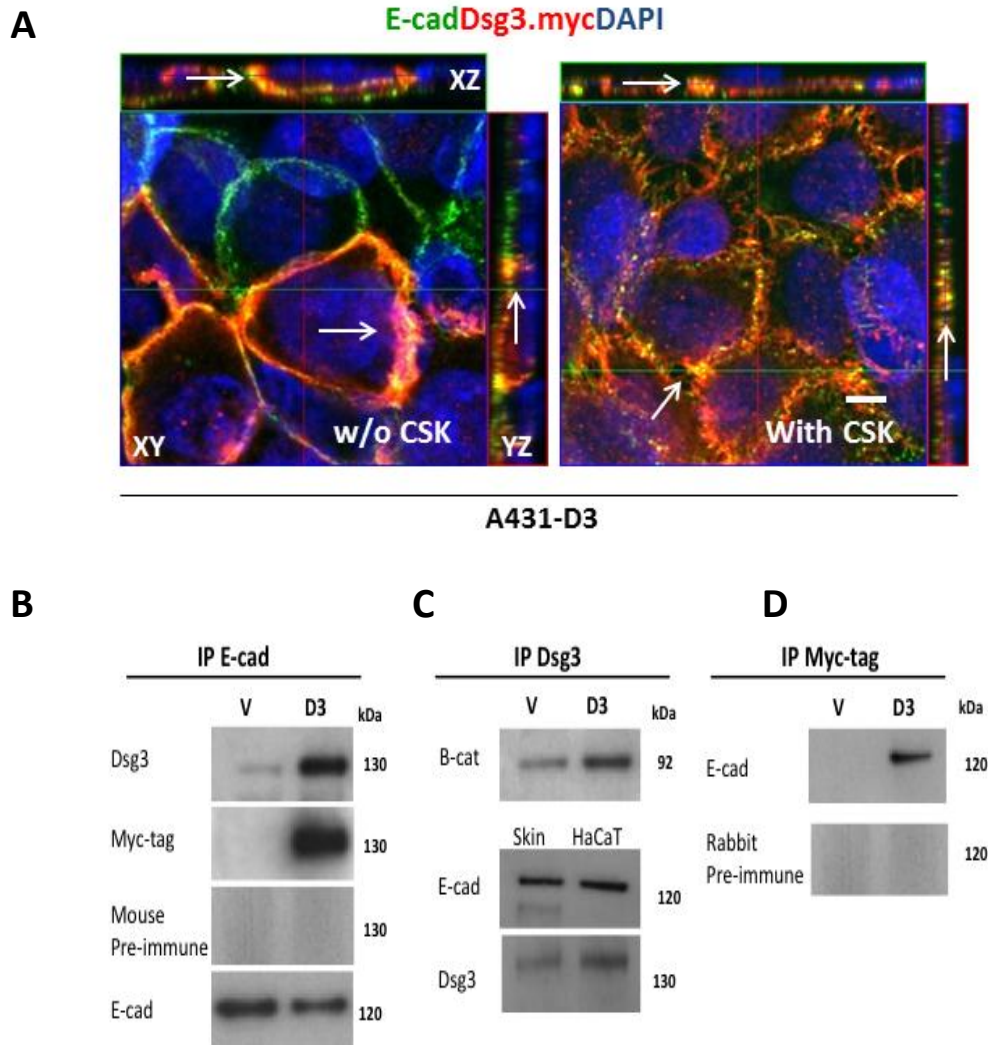 A
E-cadDsg3.mycDAPI
XZ
XY
w/o CSK
YZ
With CSK
A431-D3
B
C
D
IP E-cad
V D3
kDa
Dsg3
130
Myc-tag
130
Mouse
Pre-immune
130
E-cad
120
IP Dsg3
V D3
kDa
B-cat
92
Skin HaCaT
E-cad
120
Dsg3
130
IP Myc-tag
V D3
kDa
E-cad
120
Rabbit
Pre-immune
120